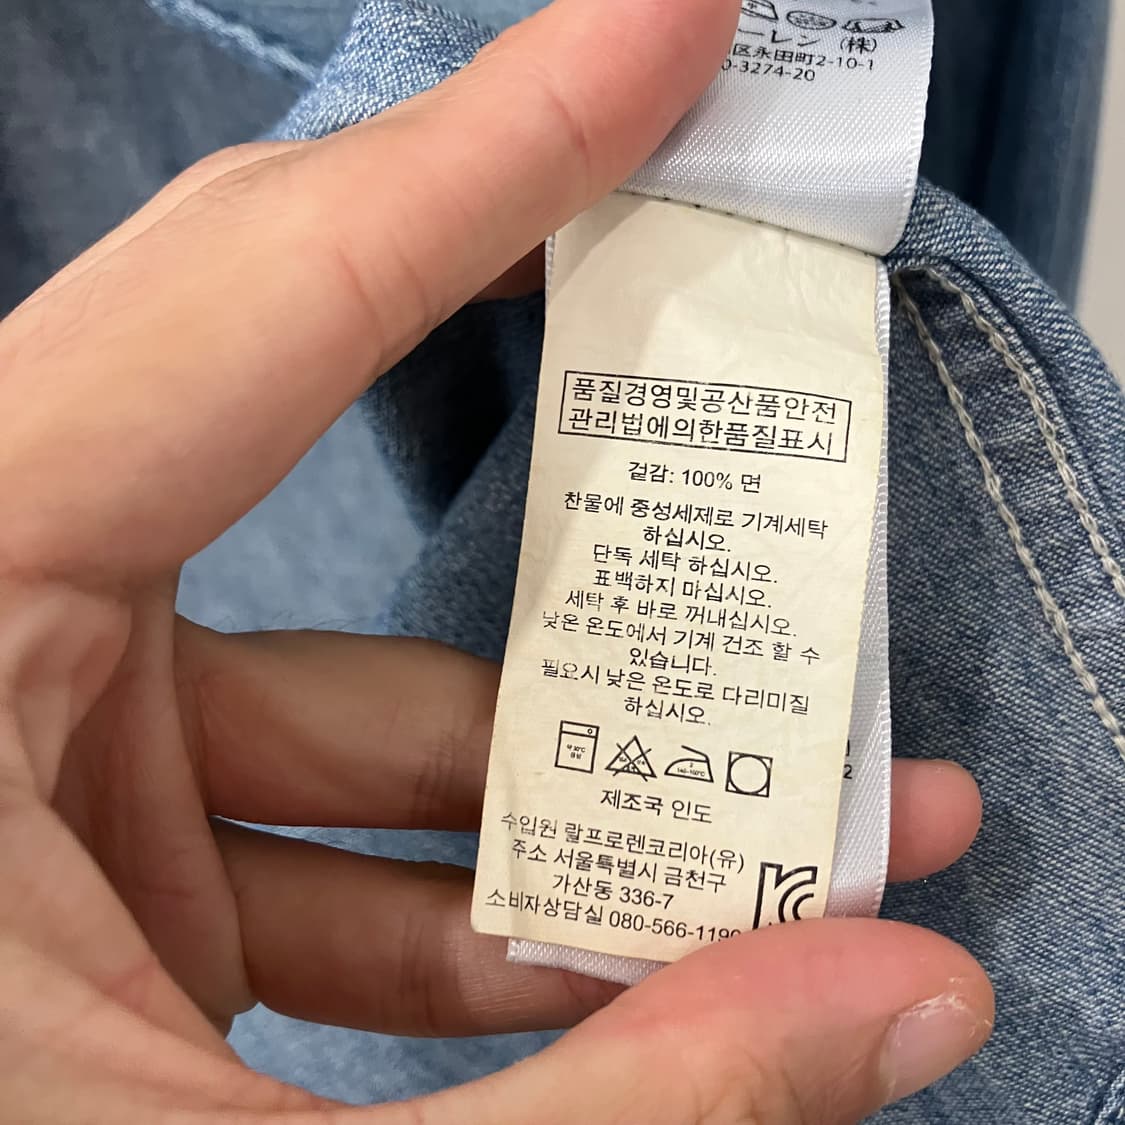 ーレン (株)
区永田町2-10-1
0-3274-20
품질경영및공산품안전
관리법에의한품질표시
겉감: 100% 면
찬물에 중성세제로 기계세탁
하십시오.
단독 세탁 하십시오.
표백하지 마십시오.
세탁 후 바로 꺼내십시오.
낮은 온도에서 기계 건조 할 수
있습니다.
필요시 낮은 온도로 다리미질
하십시오.
제조국 인도
수입원 랄프로렌코리아(유)
주소 서울특별시 금천구
가산동 336-7
소비자상담실 080-566-119
2